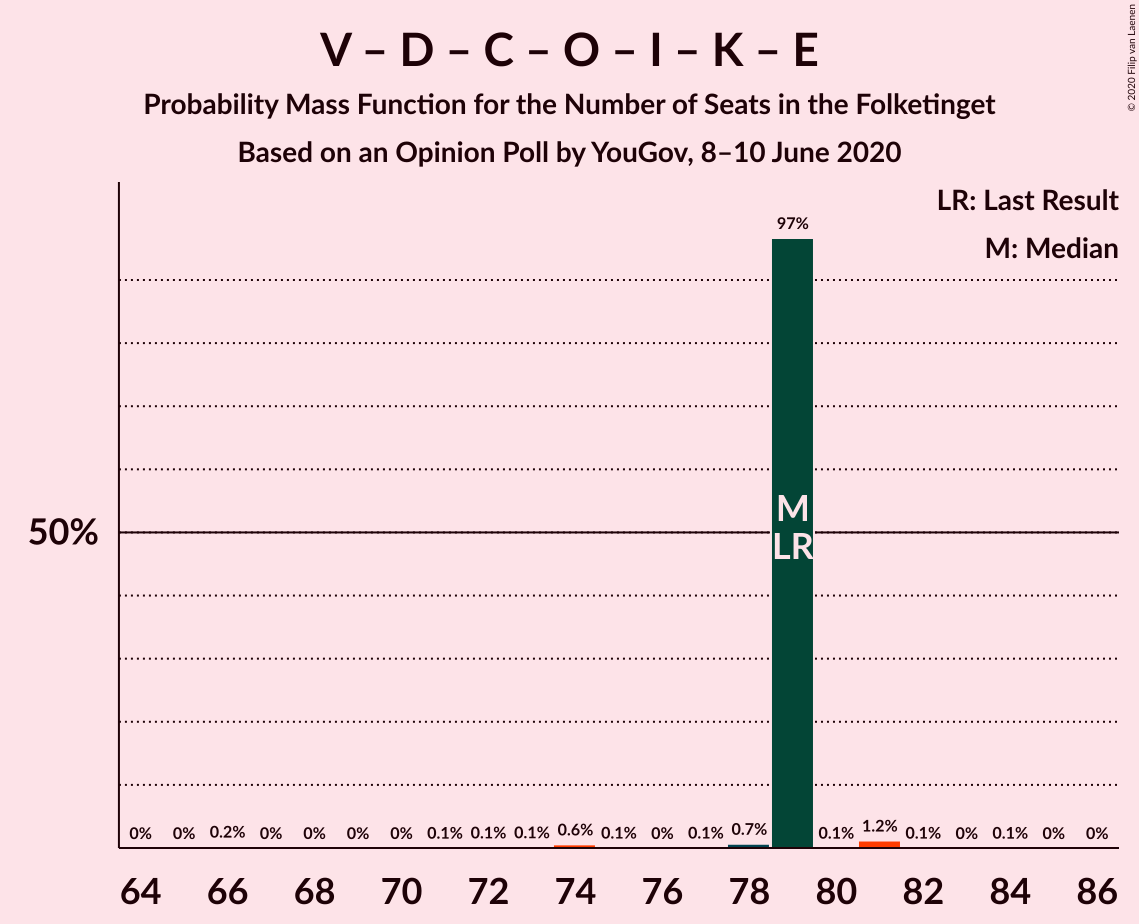 V – D – C – O – I – K – E
Probability Mass Function for the Number of Seats in the Folketinget
Based on an Opinion Poll by YouGov, 8–10 June 2020
© 2020 Filip van Laenen
LR: Last Result
M: Median
97%
50%
M
LR
0% 0% 0.2% 0% 0% 0% 0% 0.1% 0.1% 0.1% 0.6% 0.1% 0% 0.1% 0.7% 0.1% 1.2% 0.1% 0% 0.1% 0% 0%
64 66 68 70 72 74 76 78 80 82 84 86